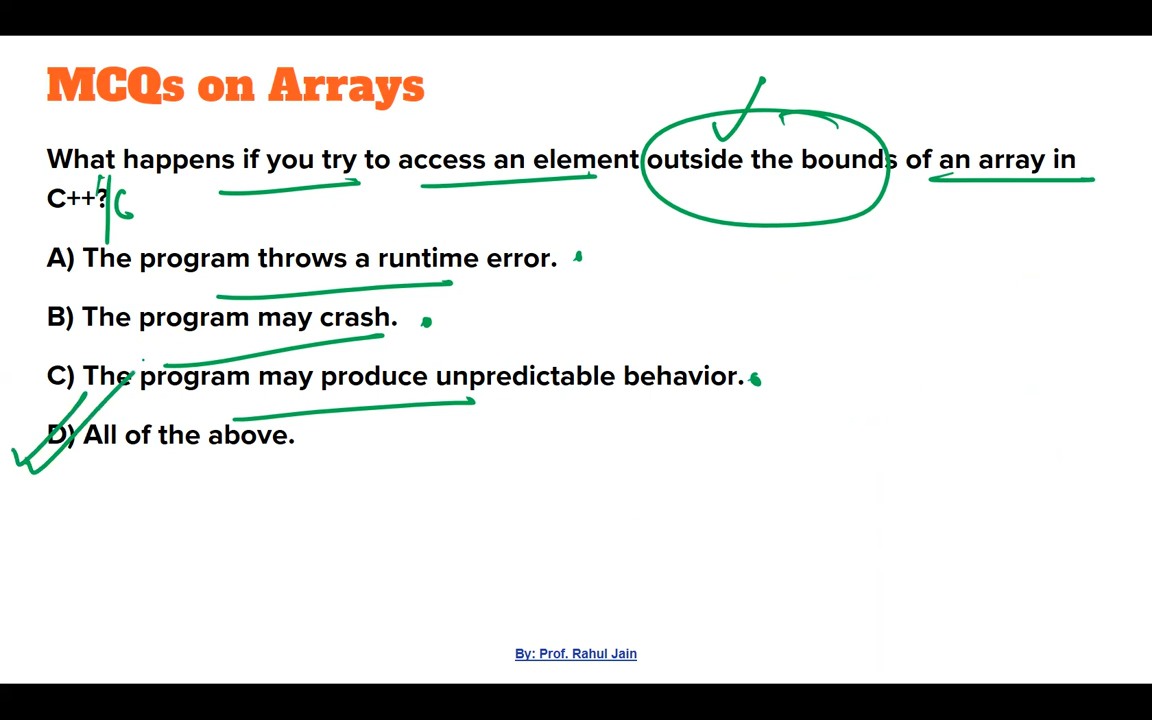 MCQs on Arrays
What happens if you try to access an element outside the bounds of an array in
C++? /C
A) The program throws a runtime error.
B) The program may crash.
C) The program may produce unpredictable behavior.
D) All of the above.
By: Prof. Rahul Jain